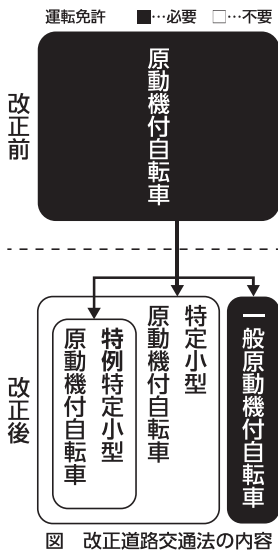 運転免許　■…必要　□…不要
改正前
原動機付自転車
改正後
一般原動機付自転車
特定小型
原動機付自転車
特例特定小型
原動機付自転車
図　改正道路交通法の内容